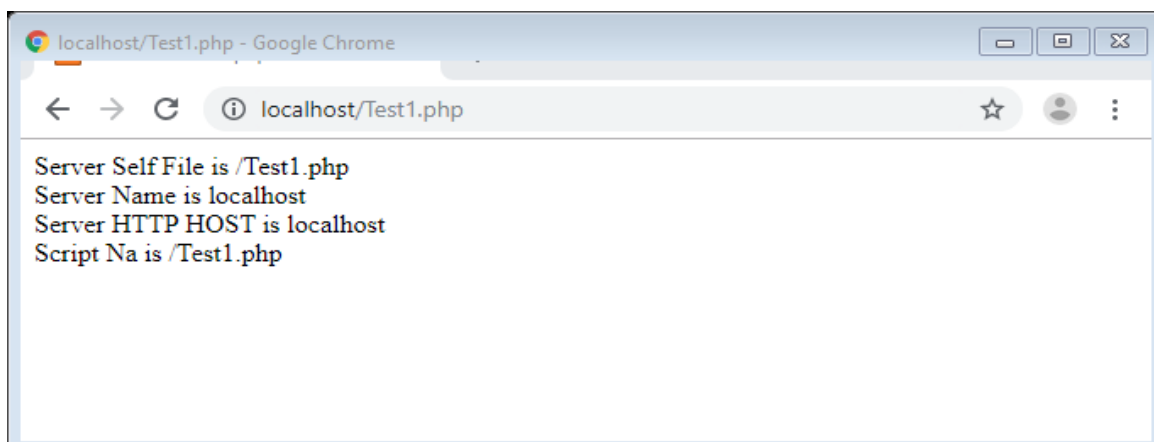 localhost/Test1.php - Google Chrome
localhost/Test1.php
Server Self File is /Test1.php
Server Name is localhost
Server HTTP HOST is localhost
Script Na is /Test1.php